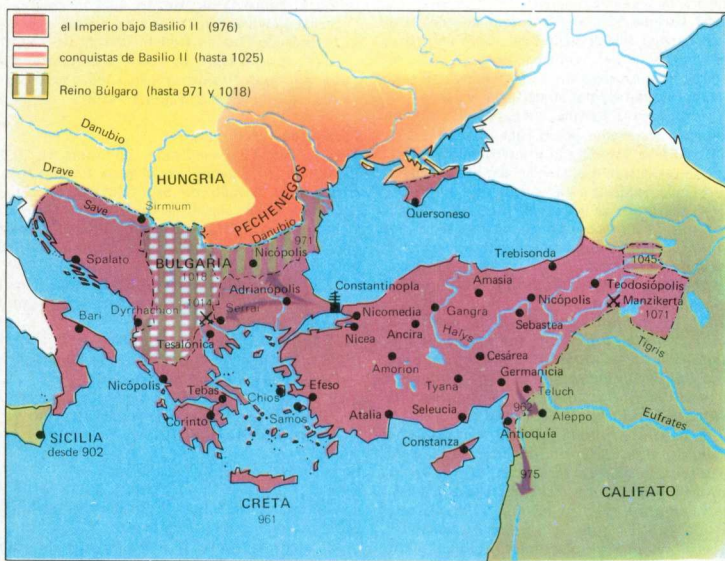 el Imperio bajo Basilio II (976)
conquistas de Basilio II (hasta 1025)
Reino Búlgaro (hasta 971 y 1018)
Danubio
Drave
HUNGRIA
Save
Sirmium
PECHENEGOS
Danubio
971
Quersoneso
Spalato
BULGARIA
1018
Nicópolis
Trebisonda
1045
Adrianópolis
Constantinopla
Amasia
Teodosiópolis
Bari
Dyrrhachion
1014
Serrai
Nicomedia
Gangra
Nicópolis
Manzikerta
1071
Tesalónica
Nicea
Ancira
Halys
Sebastea
Tigris
Amorion
Cesárea
Nicópolis
Tebas
Chios
Efeso
Tyana
Germanicia
Teluch
962
Aleppo
Eufrates
Corinto
Samos
Atalia
Seleucia
Antioquía
SICILIA
desde 902
Constanza
975
CALIFATO
CRETA
961